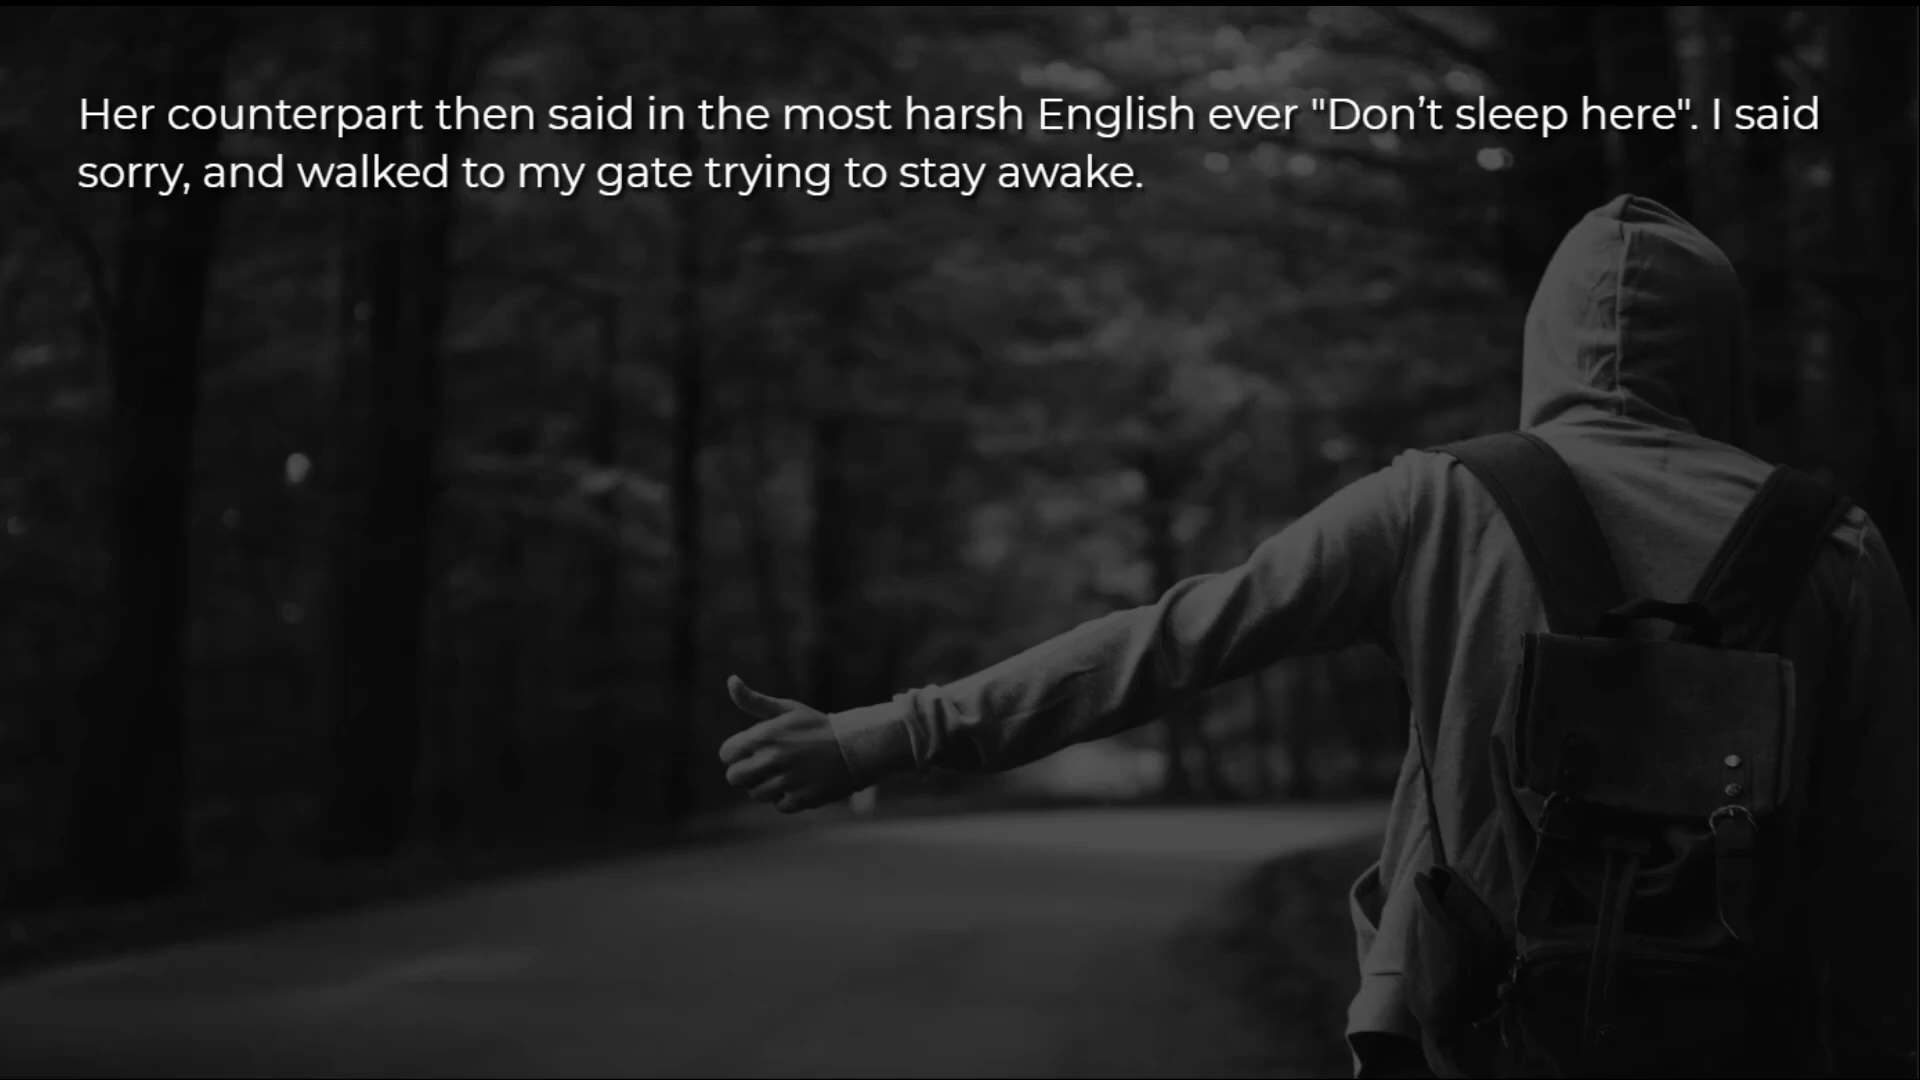 Her counterpart then said in the most harsh English ever "Don’t sleep here". I said
sorry, and walked to my gate trying to stay awake.